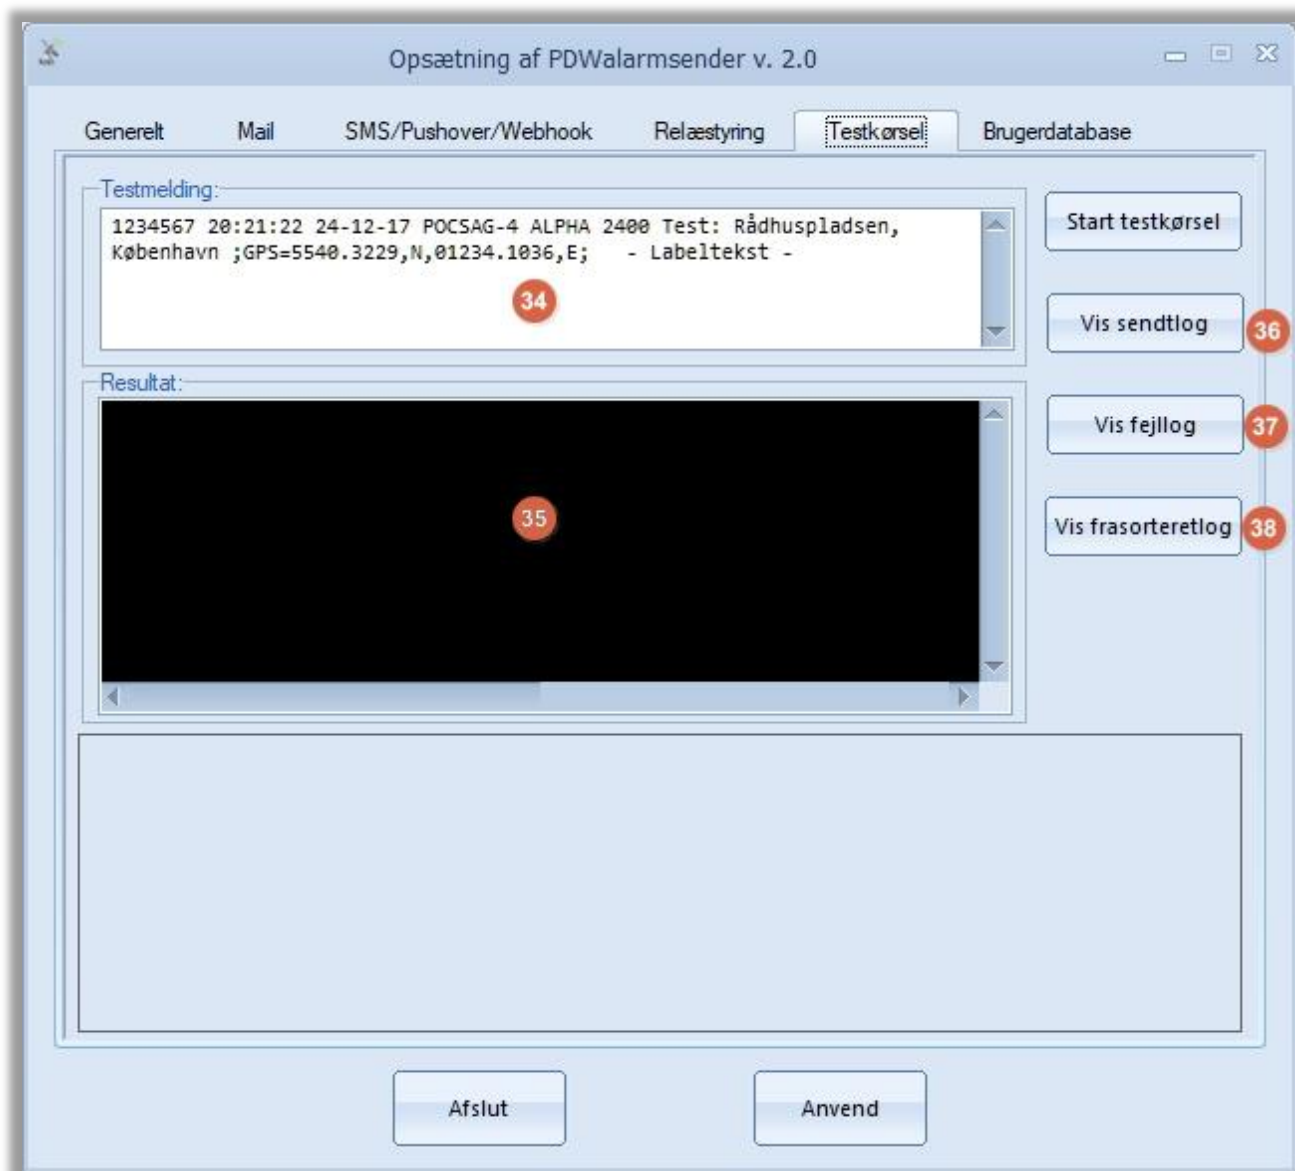 Opsætning af PDWalarmsender v. 2.0
Generelt Mail SMS/Pushover/Webhook Relæstyring Testkørsel Brugerdatabase
Testmelding:
1234567 20:21:22 24-12-17 POCSAG-4 ALPHA 2400 Test: Rådhuspladsen,
København ;GPS=5540.3229,N,01234.1036,E;   - Labeltekst -
34
Start testkørsel
Vis sendtlog 36
Resultat:
35
Vis fejllog 37
Vis frasorteretlog 38
Afslut Anvend